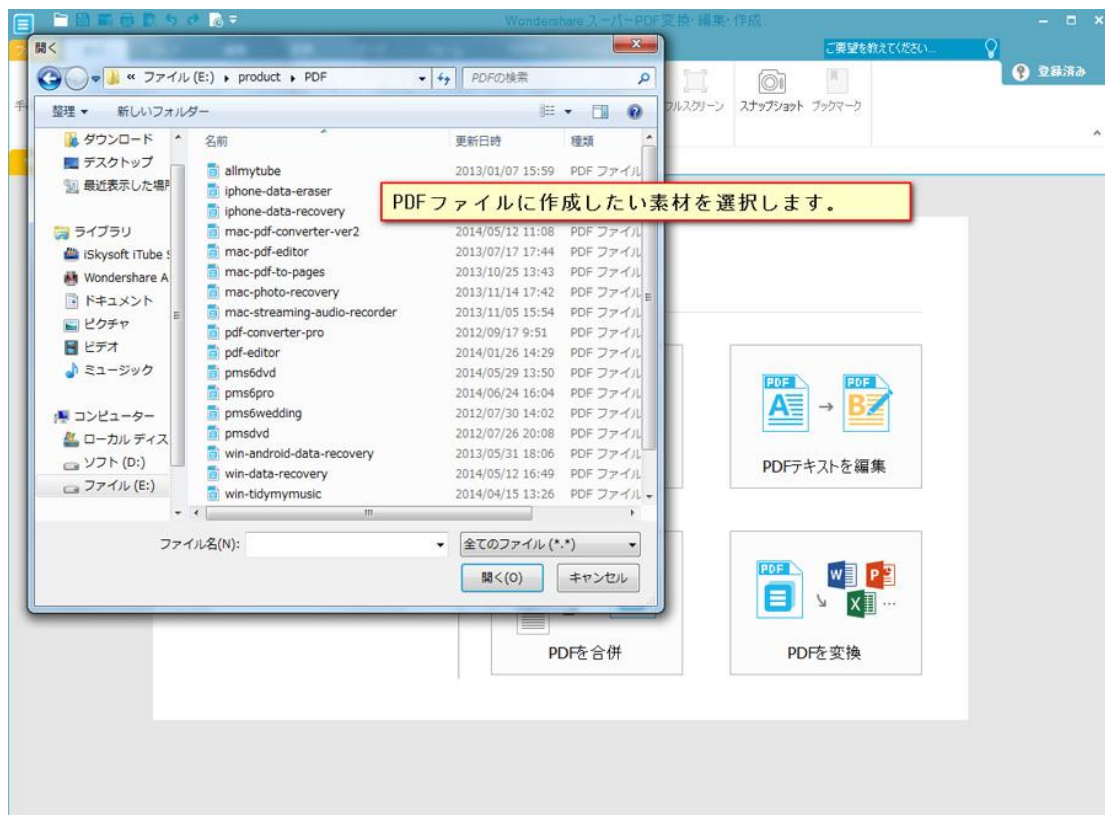 Wondershare スーパーPDF変換・編集・作成
開く
ご要望を教えてください...
登録済み
« ファイル (E:) ▸ product ▸ PDF
PDFの検索
フルスクリーン
スナップショット
ブックマーク
整理 ▾
新しいフォルダー
ダウンロード
デスクトップ
最近表示した場所
ライブラリ
iSkysoft iTube S
Wondershare A
ドキュメント
ピクチャ
ビデオ
ミュージック
コンピューター
ローカル ディス
ソフト (D:)
ファイル (E:)
名前 更新日時 種類
allmytube 2013/01/07 15:59 PDF ファイル
iphone-data-eraser
iphone-data-recovery
PDFファイルに作成したい素材を選択します。
mac-pdf-converter-ver2 2014/05/12 11:08 PDF ファイル
mac-pdf-editor 2013/07/17 17:44 PDF ファイル
mac-pdf-to-pages 2013/10/25 13:43 PDF ファイル
mac-photo-recovery 2013/11/14 17:42 PDF ファイル
mac-streaming-audio-recorder 2013/11/05 15:54 PDF ファイル
pdf-converter-pro 2012/09/17 9:51 PDF ファイル
pdf-editor 2014/01/26 14:29 PDF ファイル
pms6dvd 2014/05/29 13:50 PDF ファイル
pms6pro 2014/06/24 16:04 PDF ファイル
pms6wedding 2012/07/30 14:02 PDF ファイル
pmsdvd 2012/07/26 20:08 PDF ファイル
win-android-data-recovery 2013/05/31 18:06 PDF ファイル
win-data-recovery 2014/05/12 16:49 PDF ファイル
win-tidymymusic 2014/04/15 13:26 PDF ファイル
ファイル名(N):
全てのファイル (*.*)
開く(O)
キャンセル
PDF
A
PDF
B
PDFテキストを編集
PDF
W
P
X
...
PDFを合併
PDFを変換